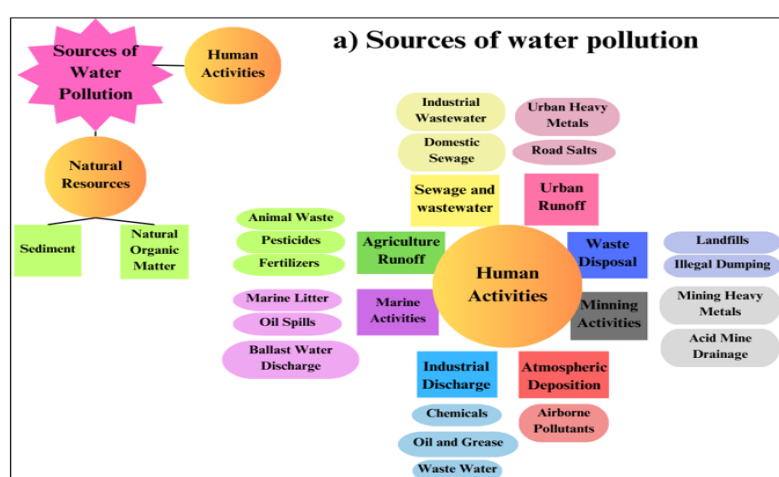 a) Sources of water pollution
Sources of
Water
Pollution
Human
Activities
Natural
Resources
Sediment
Natural
Organic
Matter
Industrial
Wastewater
Domestic
Sewage
Sewage and
wastewater
Urban Heavy
Metals
Road Salts
Urban
Runoff
Animal Waste
Pesticides
Fertilizers
Agriculture
Runoff
Human
Activities
Waste
Disposal
Landfills
Illegal Dumping
Marine Litter
Oil Spills
Ballast Water
Discharge
Marine
Activities
Minning
Activities
Mining Heavy
Metals
Acid Mine
Drainage
Industrial
Discharge
Chemicals
Oil and Grease
Waste Water
Atmospheric
Deposition
Airborne
Pollutants